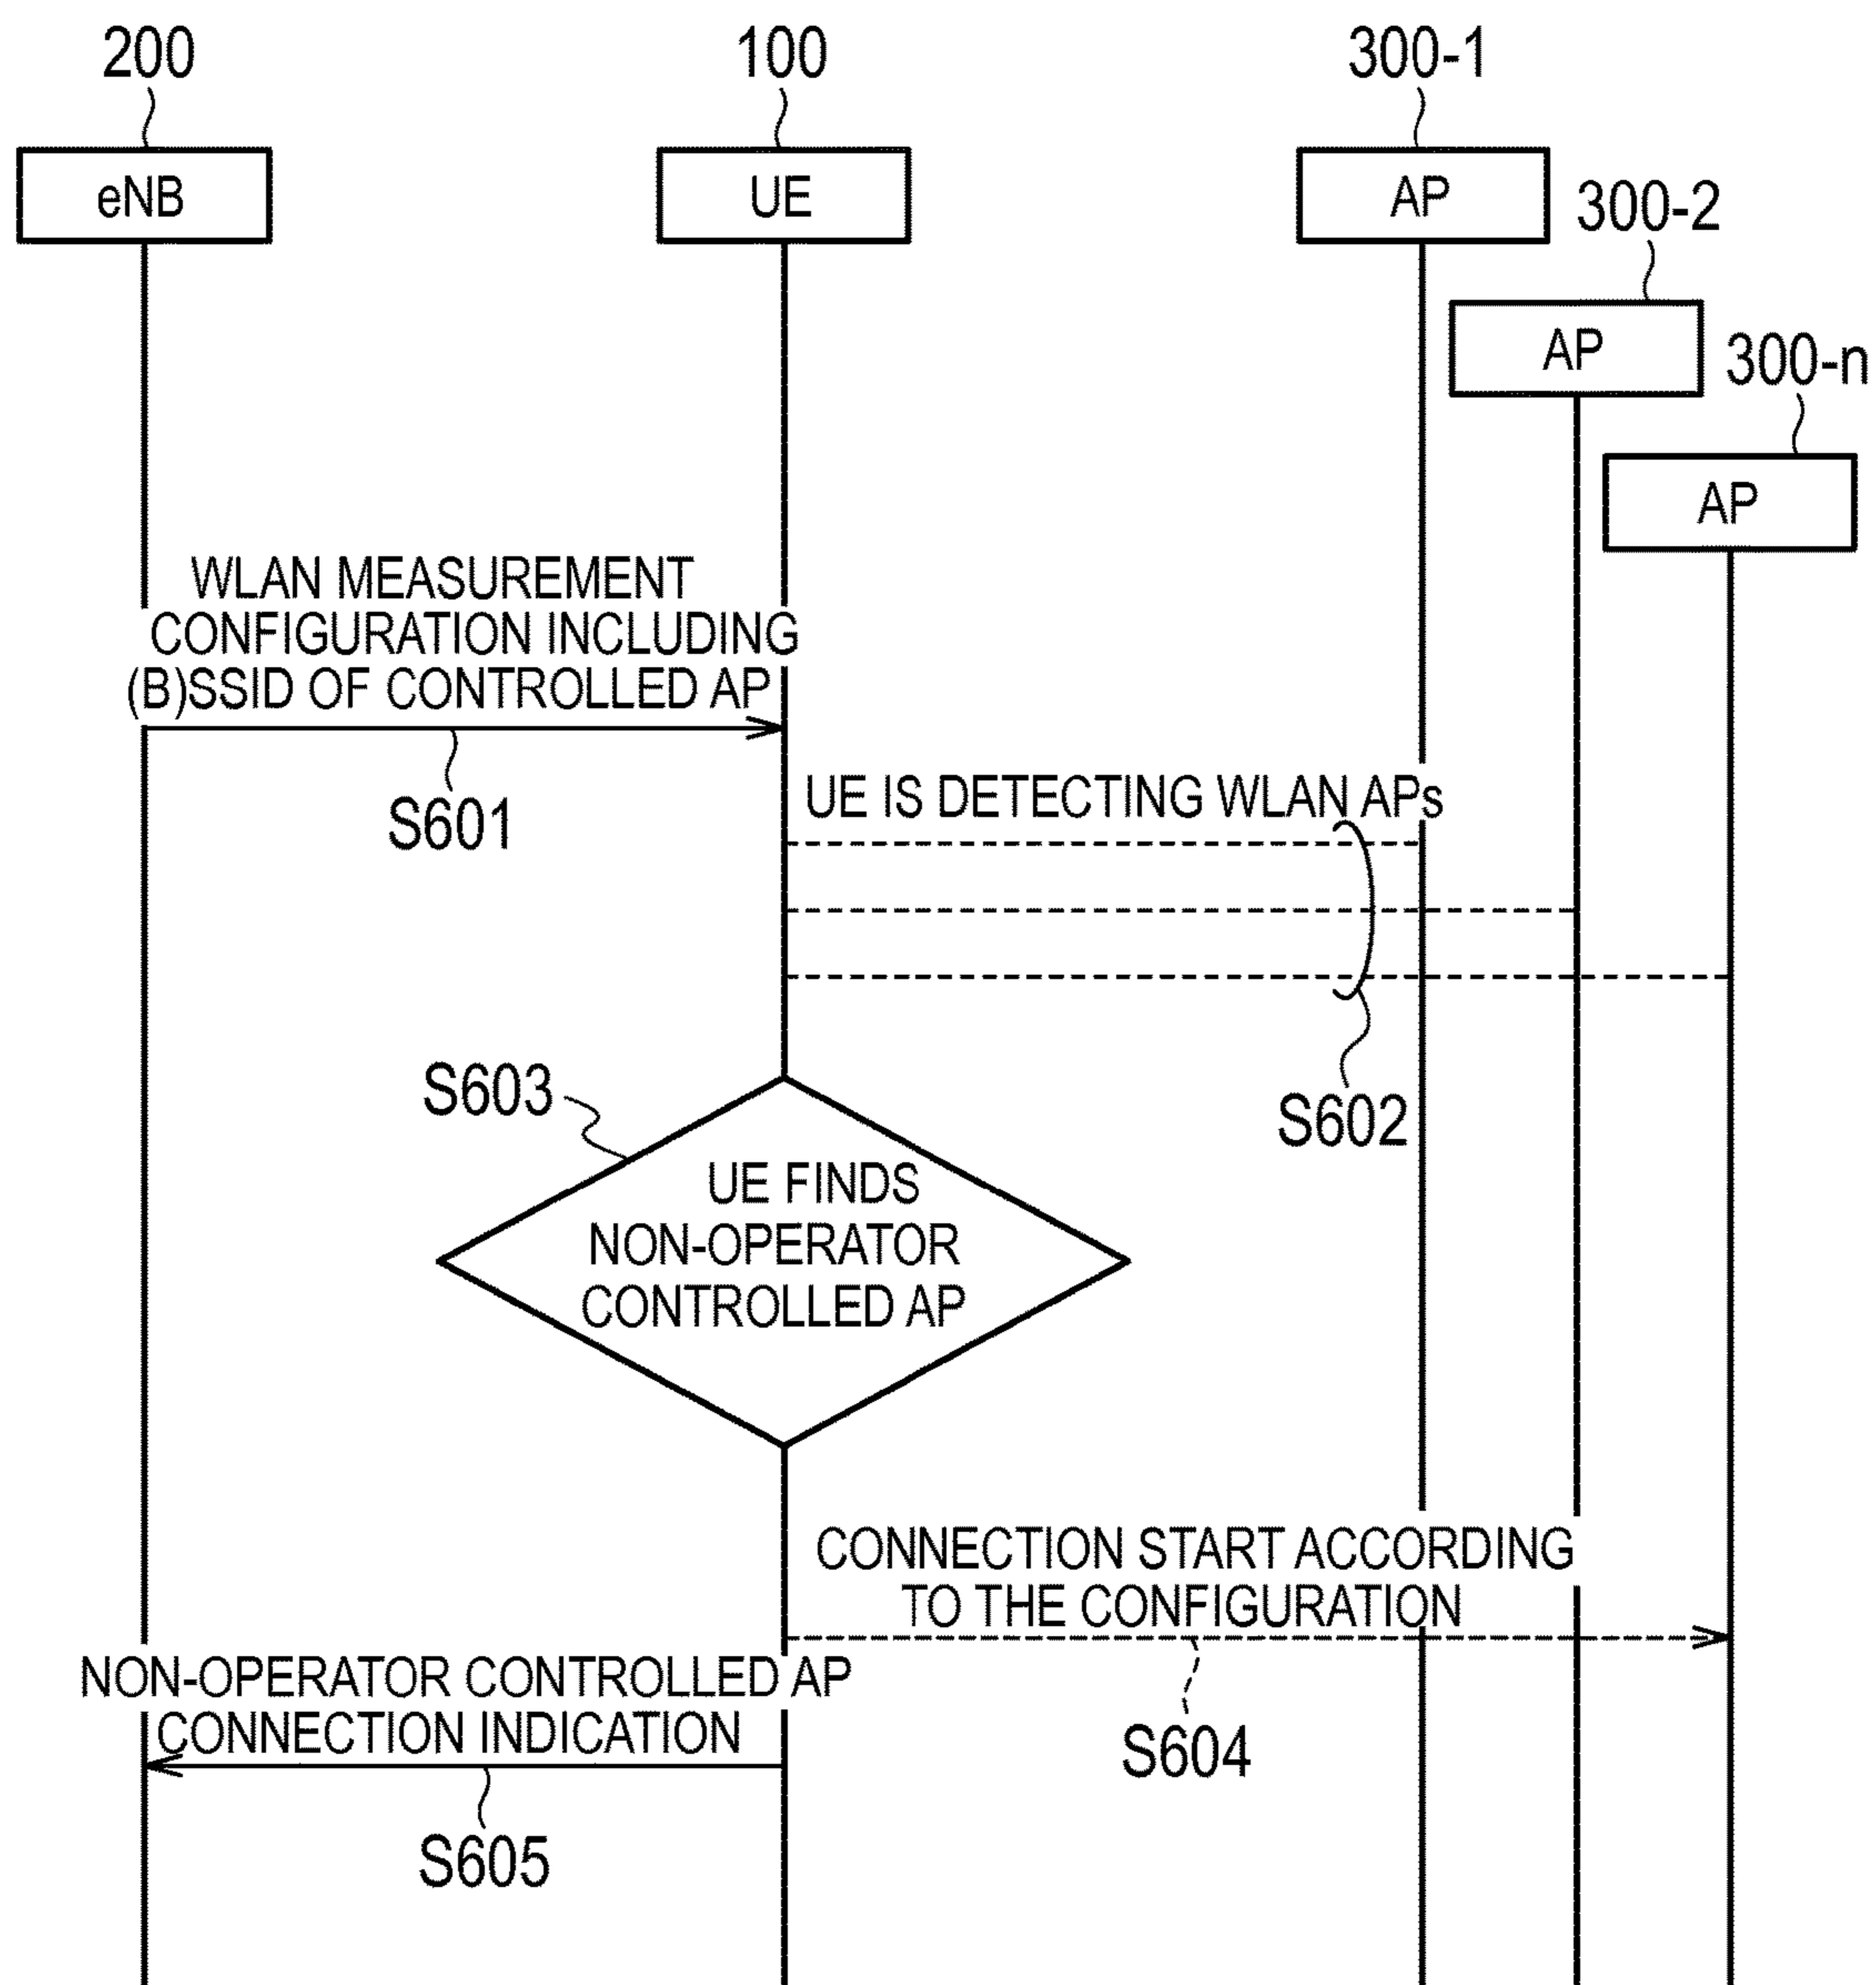 200
100
300-1
eNB
UE
AP
300-2
AP
300-n
AP
WLAN MEASUREMENT
CONFIGURATION INCLUDING
(B)SSID OF CONTROLLED AP
S601
UE IS DETECTING WLAN APs
S602
S603
UE FINDS
NON-OPERATOR
CONTROLLED AP
CONNECTION START ACCORDING
TO THE CONFIGURATION
S604
NON-OPERATOR CONTROLLED AP
CONNECTION INDICATION
S605